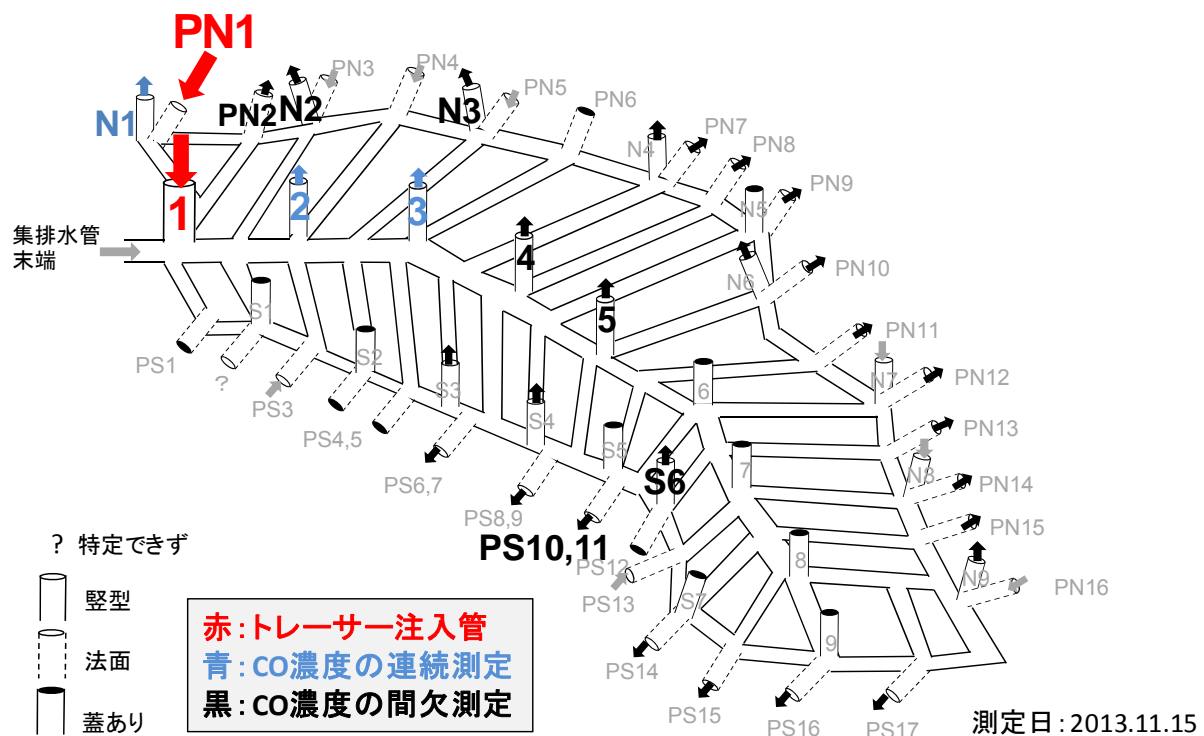 PN1
PN3
PN4
PN5
PN6
N1
PN2
N2
N3
N4
PN7
PN8
PN9
N5
1
2
3
4
5
N6
PN10
集排水管
末端
S1
S2
S3
S4
S5
S6
PS1
?
PS3
PS4,5
PS6,7
PS8,9
PS10,11
PS12
PS13
6
7
8
9
PN11
N7
PN12
PN13
N8
PN14
PN15
N9
PN16
S7
PS14
PS15
PS16
PS17
? 特定できず
竪型
法面
蓋あり
赤:トレーサー注入管
青:CO濃度の連続測定
黒:CO濃度の間欠測定
測定日:2013.11.15